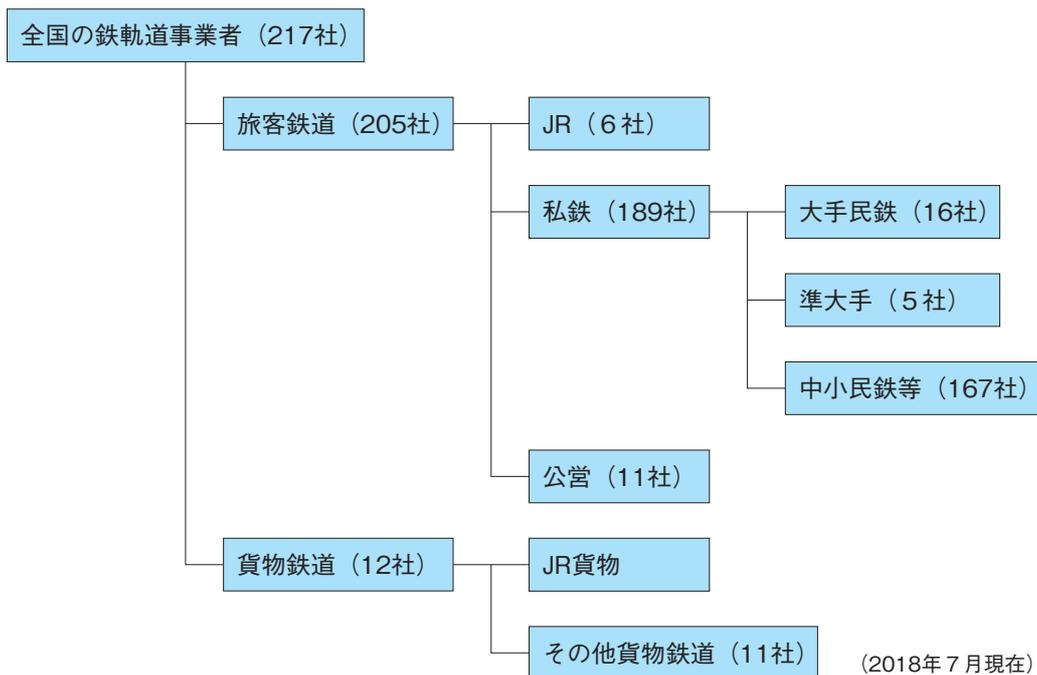 全国の鉄軌道事業者（217社）
旅客鉄道（205社）
JR（６社）
私鉄（189社）
大手民鉄（16社）
準大手（５社）
中小民鉄等（167社）
公営（11社）
貨物鉄道（12社）
JR貨物
その他貨物鉄道（11社）
（2018年７月現在）